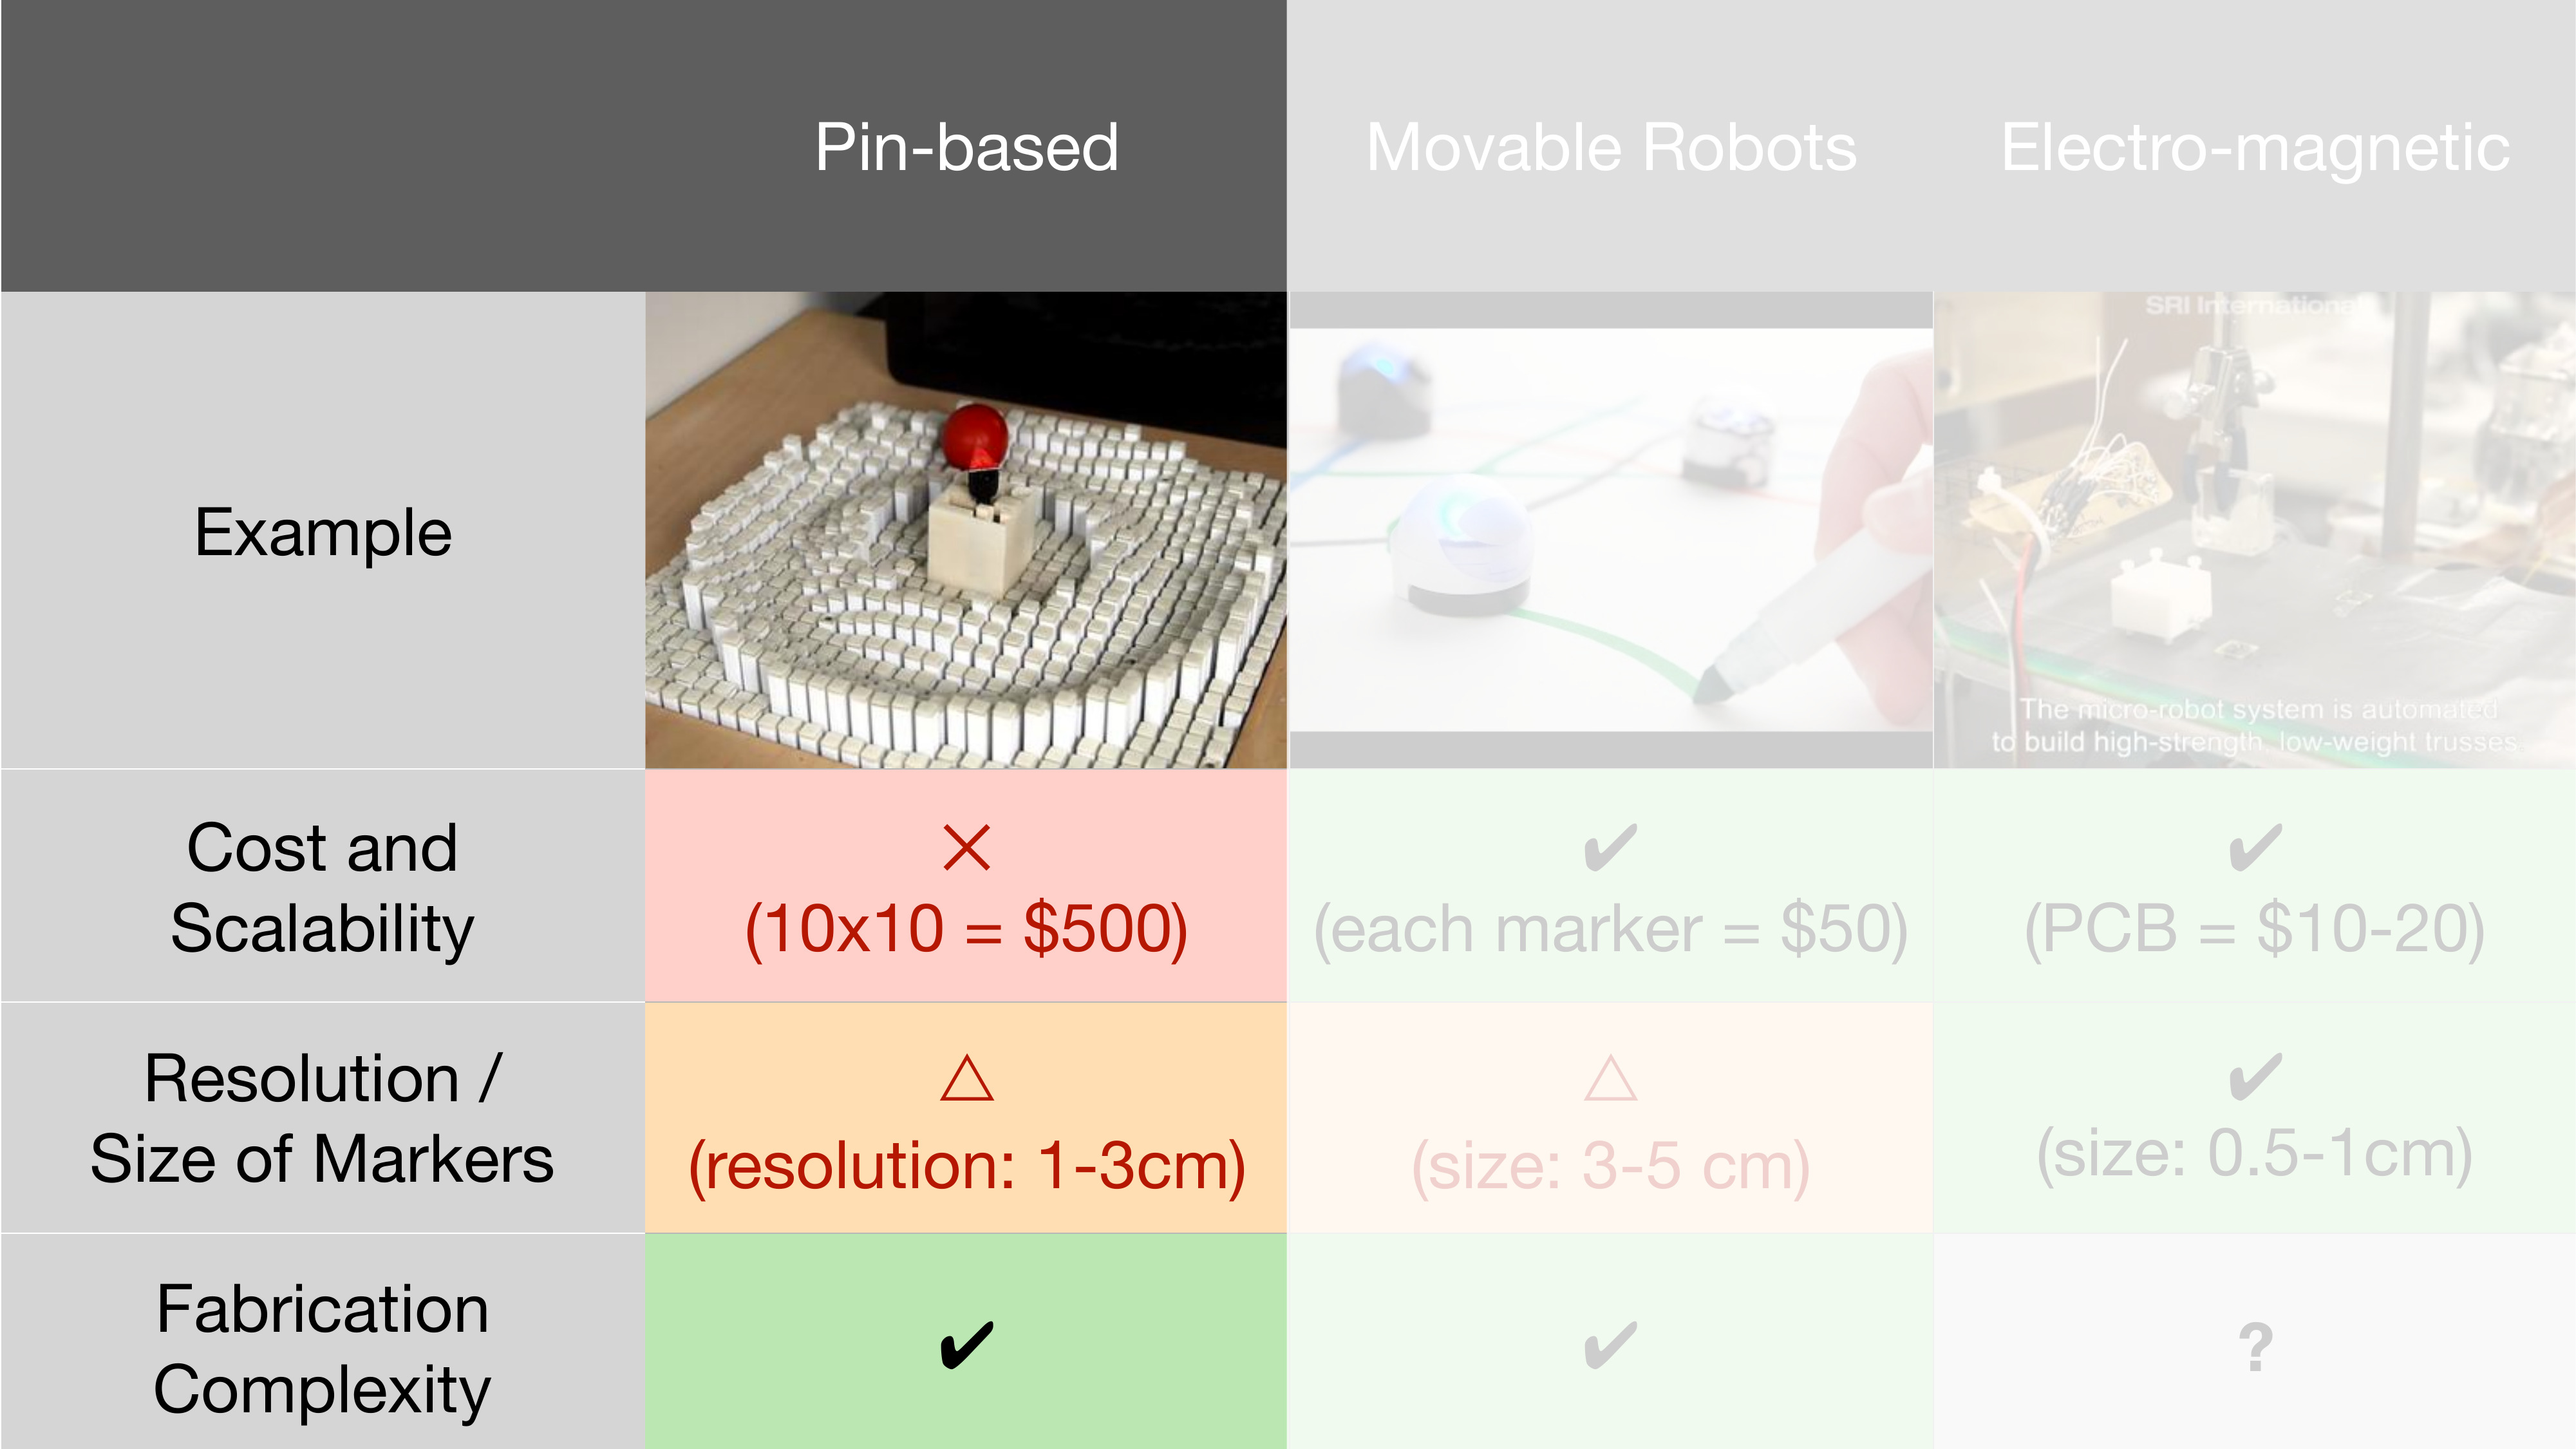 Pin-based
Movable Robots
Electro-magnetic
Example
SRI International
The micro-robot system is automated
to build high-strength, low-weight trusses.
Cost and
Scalability
✕
(10x10 = $500)
✔
(each marker = $50)
✔
(PCB = $10-20)
Resolution /
Size of Markers
△
(resolution: 1-3cm)
△
(size: 3-5 cm)
✔
(size: 0.5-1cm)
Fabrication
Complexity
✔
✔
?